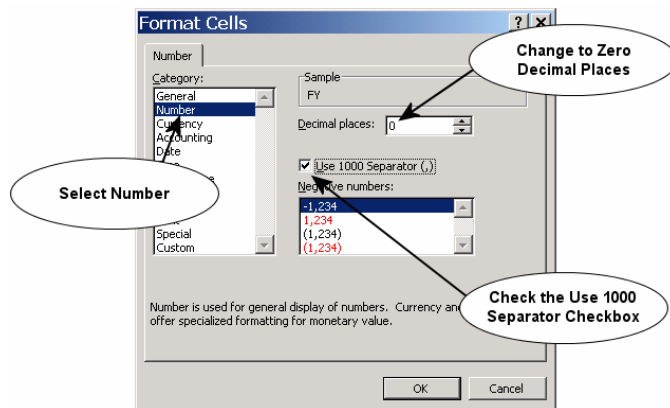 Format Cells
Change to Zero
Decimal Places
Number
Category:
General
Number
Currency
Accounting
Date
Special
Custom
Select Number
Sample
FY
Decimal places: 0
Use 1000 Separator (,)
Negative numbers:
-1,234
1,234
(1,234)
(1,234)
Check the Use 1000
Separator Checkbox
Number is used for general display of numbers. Currency and
offer specialized formatting for monetary value.
OK
Cancel